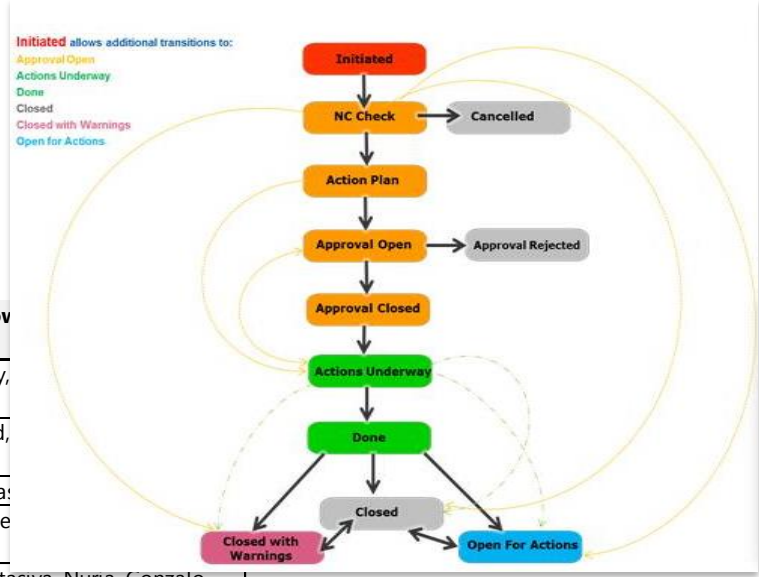 Initiated allows additional transitions to:
Approval Open
Actions Underway
Done
Closed
Closed with Warnings
Open for Actions
Initiated
NC Check
Cancelled
Action Plan
Approval Open
Approval Rejected
Approval Closed
Actions Underway
Done
Closed
Closed with
Warnings
Open For Actions